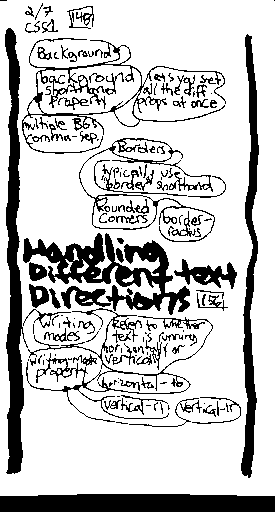 2/7
CSS1
148
Backgrounds
background
shorthand
property
Lets you set
all the diff
props at once
multiple BGs
comma-sep.
Borders
typically use
"border" shorthand
Rounded
Corners
border-
radius
Handling
Different text
Directions
156
Writing
modes
Refers to whether
text is running
horizontally or
vertically
writing-mode
property
horizontal-tb
vertical-rl
vertical-lr